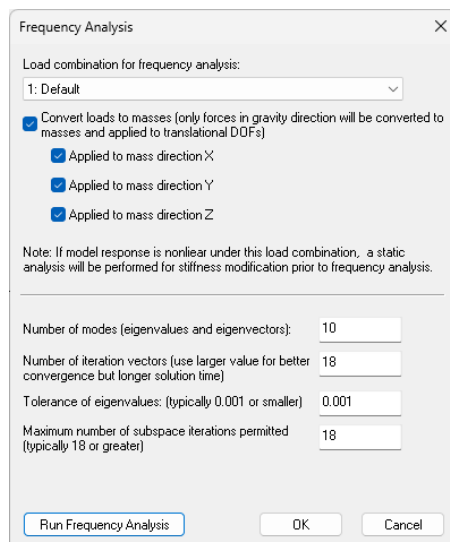 Frequency Analysis
Load combination for frequency analysis:
1: Default
Convert loads to masses (only forces in gravity direction will be converted to
masses and applied to translational DOFs)
Applied to mass direction X
Applied to mass direction Y
Applied to mass direction Z
Note: If model response is nonliear under this load combination, a static
analysis will be performed for stiffness modification prior to frequency analysis.
Number of modes (eigenvalues and eigenvectors): 10
Number of iteration vectors (use larger value for better
convergence but longer solution time) 18
Tolerance of eigenvalues: (typically 0.001 or smaller) 0.001
Maximum number of subspace iterations permitted
(typically 18 or greater) 18
Run Frequency Analysis OK Cancel